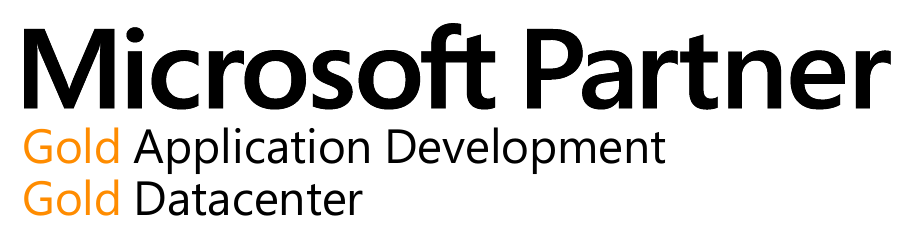 Microsoft Partner
Gold Application Development
Gold Datacenter